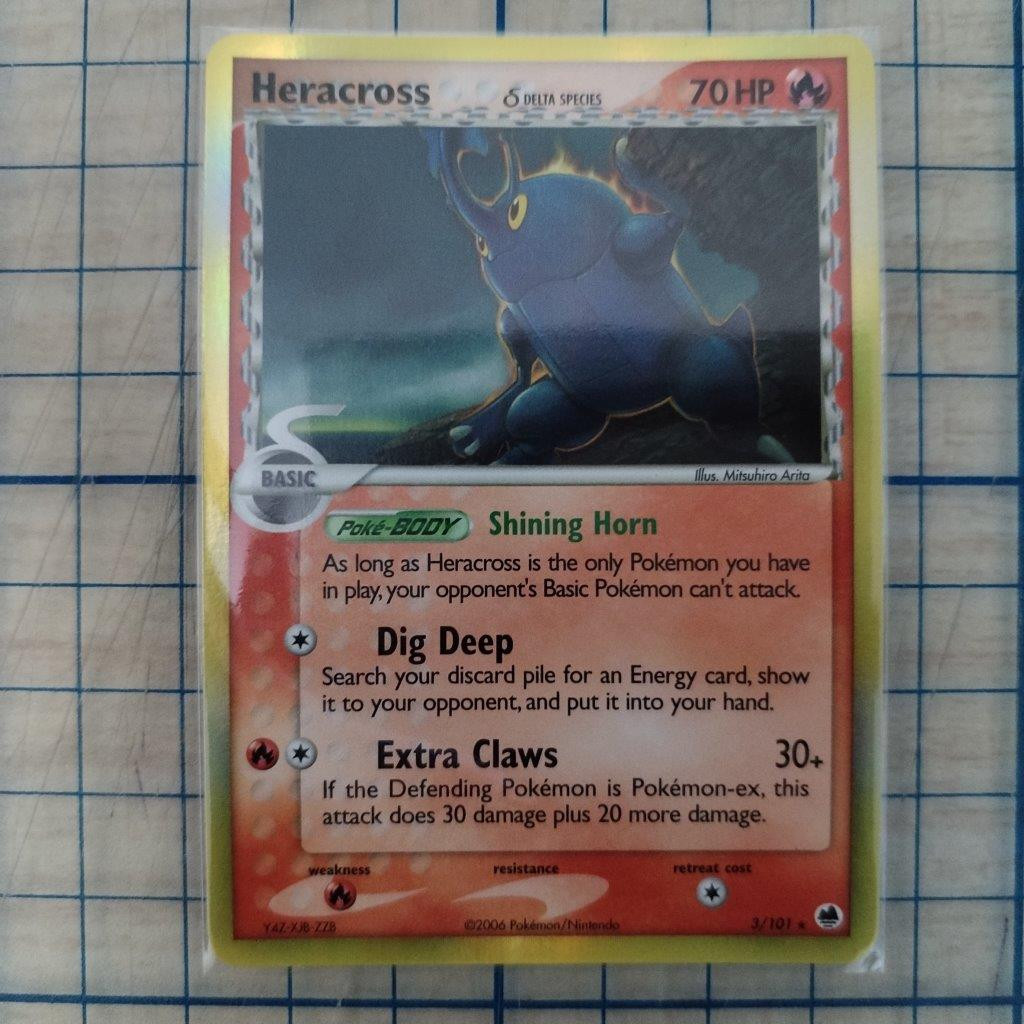 Heracross δ DELTA SPECIES 70 HP
BASIC
Illus. Mitsuhiro Arita
Poké-BODY Shining Horn
As long as Heracross is the only Pokémon you have
in play, your opponent's Basic Pokémon can't attack.
Dig Deep
Search your discard pile for an Energy card, show
it to your opponent, and put it into your hand.
Extra Claws 30+
If the Defending Pokémon is Pokémon-ex, this
attack does 30 damage plus 20 more damage.
weakness resistance retreat cost
Y4Z-XJB-ZZB ©2006 Pokémon/Nintendo 3/101 ★